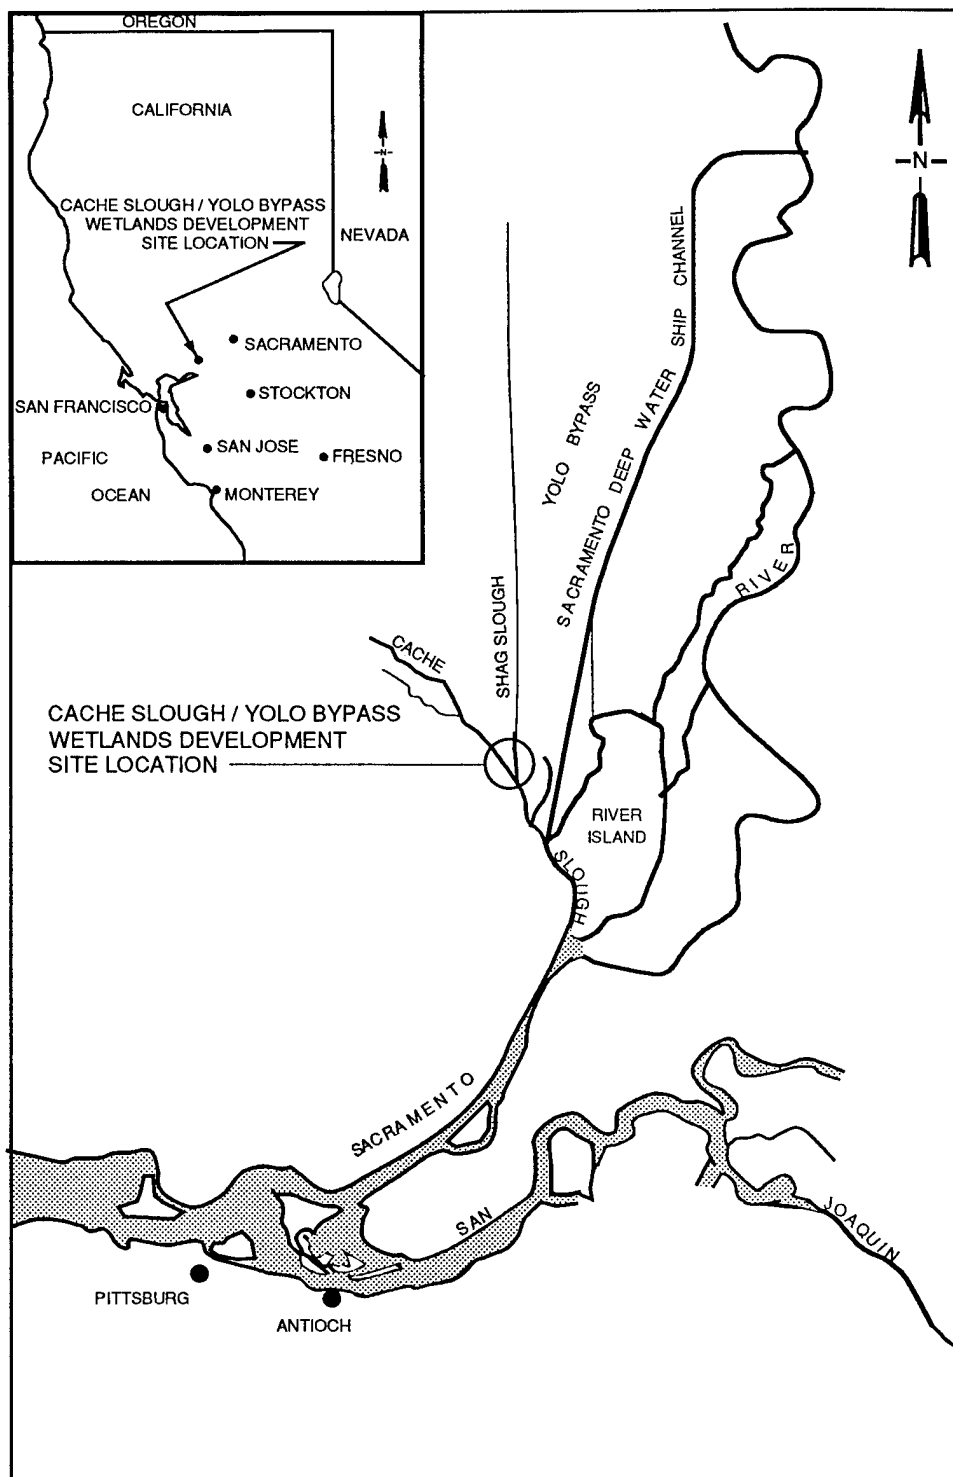 OREGON
CALIFORNIA
N
CACHE SLOUGH / YOLO BYPASS
WETLANDS DEVELOPMENT
SITE LOCATION
NEVADA
SACRAMENTO
STOCKTON
SAN FRANCISCO
SAN JOSE
FRESNO
PACIFIC
OCEAN
MONTEREY
N
SACRAMENTO DEEP WATER SHIP CHANNEL
YOLO BYPASS
RIVER
SHAG SLOUGH
CACHE
CACHE SLOUGH / YOLO BYPASS
WETLANDS DEVELOPMENT
SITE LOCATION
RIVER
ISLAND
SLOUGH
SACRAMENTO
SAN
JOAQUIN
PITTSBURG
ANTIOCH